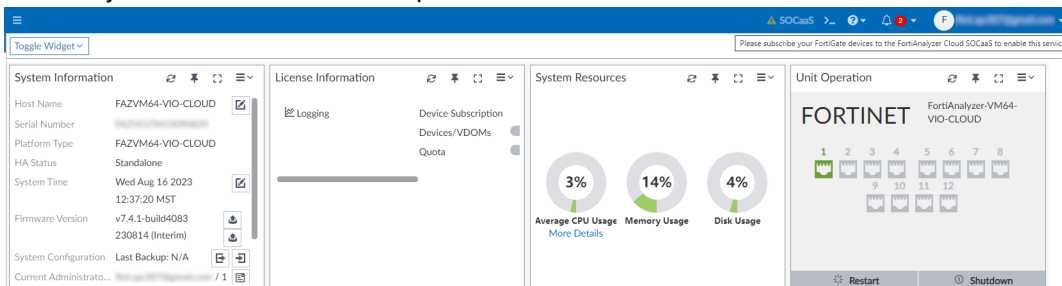 SOCaaS >_ ? 2 F
Toggle Widget
Please subscribe your FortiGate devices to the FortiAnalyzer Cloud SOCaaS to enable this servic
System Information
Host Name FAZVM64-VIO-CLOUD
Serial Number
Platform Type FAZVM64-VIO-CLOUD
HA Status Standalone
System Time Wed Aug 16 2023
12:37:20 MST
Firmware Version v7.4.1-build4083
230814 (Interim)
System Configuration Last Backup: N/A
Current Administrato... / 1
License Information
Logging Device Subscription
Devices/VDOMs
Quota
System Resources
3% 14% 4%
Average CPU Usage Memory Usage Disk Usage
More Details
Unit Operation
FORTINET FortiAnalyzer-VM64-
VIO-CLOUD
1 2 3 4 5 6 7 8
9 10 11 12
Restart Shutdown